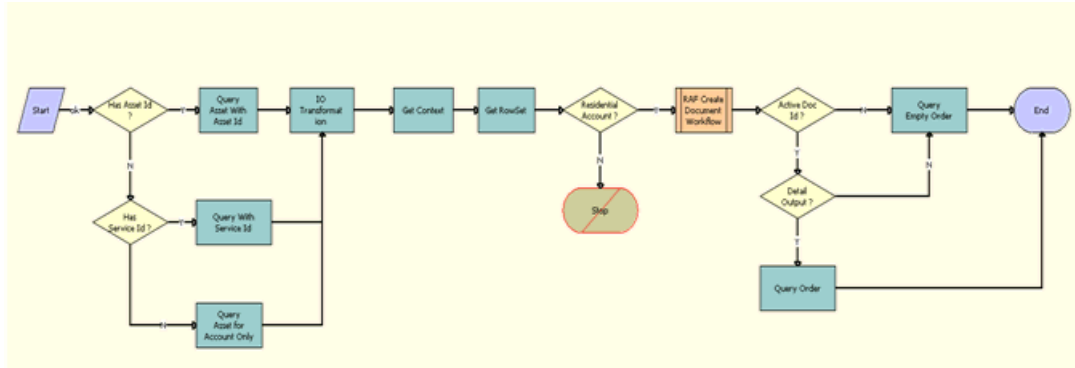 Start
ok
Has Asset Id
?
Y
Query
Asset With
Asset Id
IO
Transformat
ion
Get Context
Get RowSet
Residential
Account ?
Y
RAF Create
Document
Workflow
Active Doc
Id ?
N
Query
Empty Order
End
N
N
Y
N
Has
Service Id ?
Y
Query With
Service Id
Stop
Detail
Output ?
Y
Query Order
N
Query
Asset for
Account Only